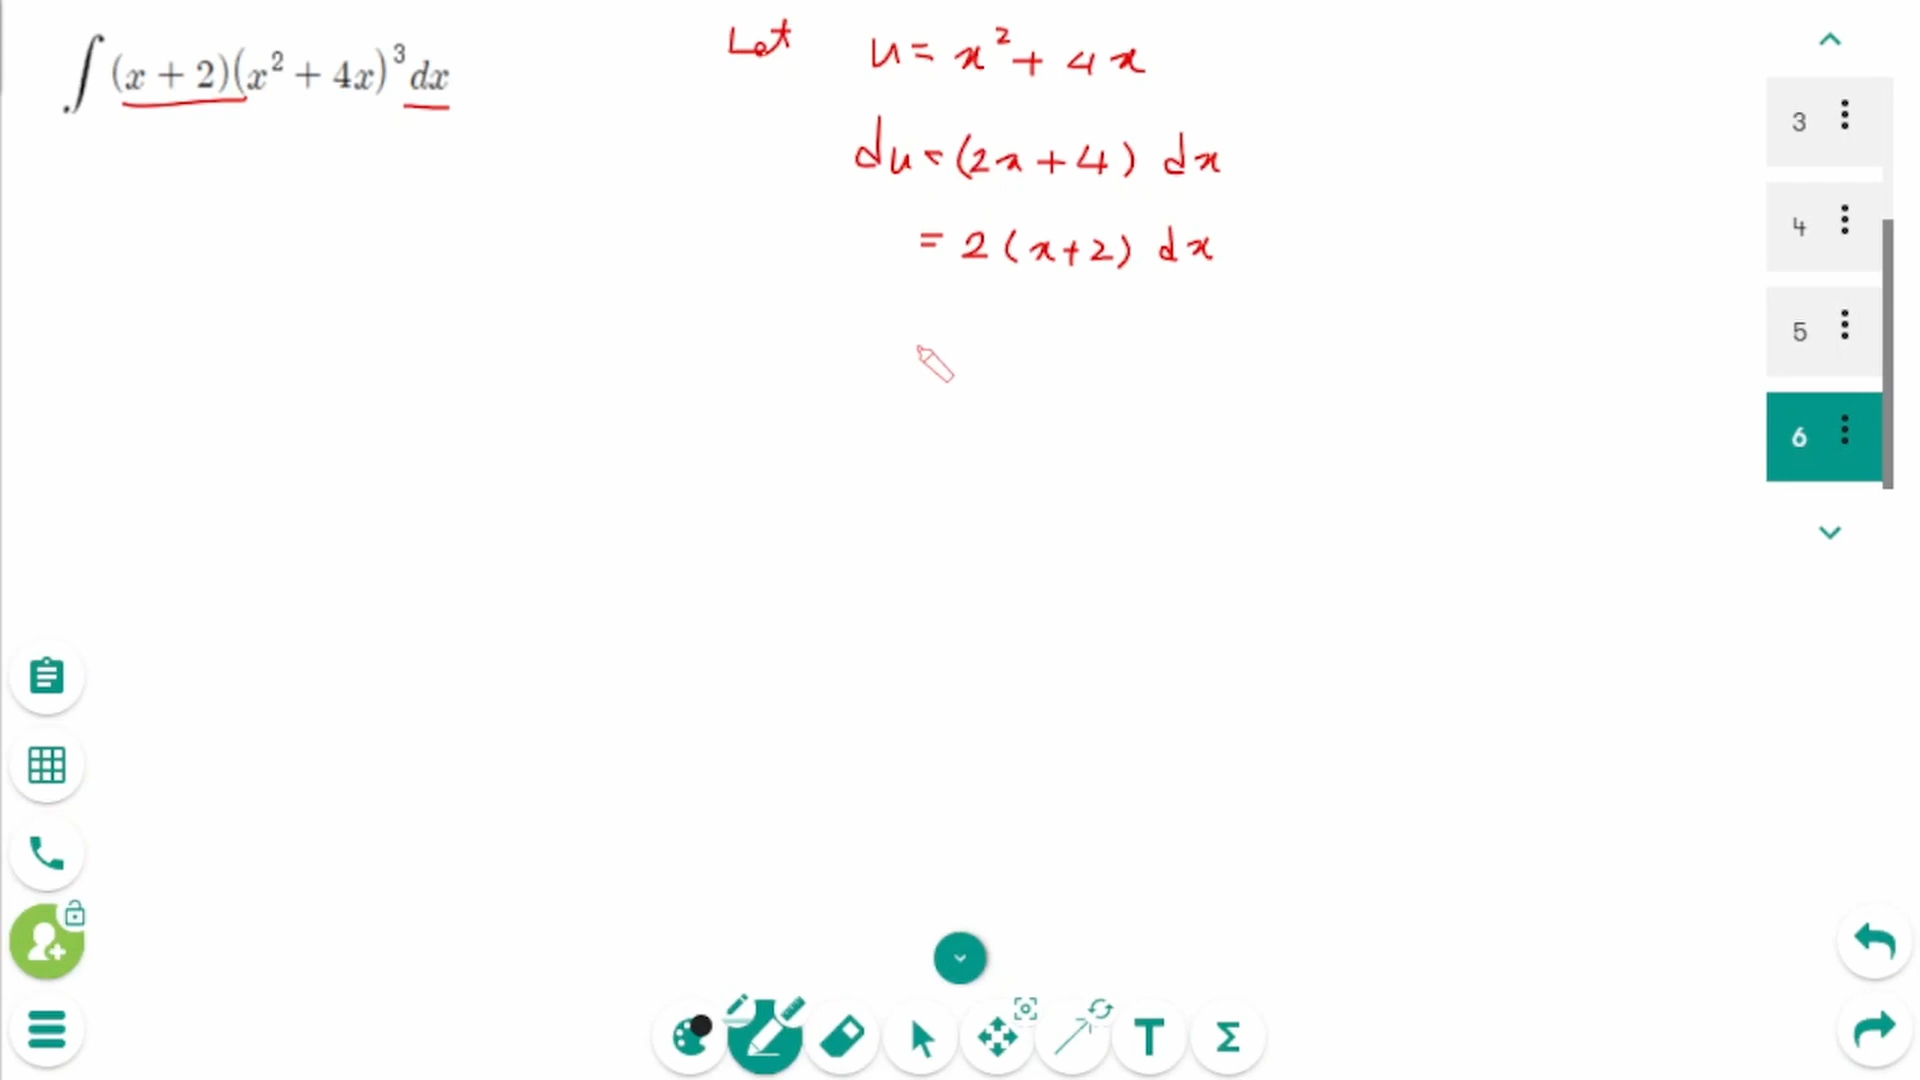 ∫ (x + 2)(x² + 4x)³ dx
Let u = x² + 4x
du = (2x + 4) dx
= 2 (x + 2) dx
3
4
5
6
T
Σ